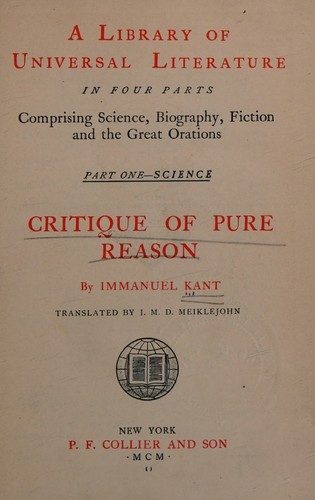 A LIBRARY OF
UNIVERSAL LITERATURE
IN FOUR PARTS
Comprising Science, Biography, Fiction
and the Great Orations
PART ONE—SCIENCE
CRITIQUE OF PURE
REASON
By IMMANUEL KANT
TRANSLATED BY J. M. D. MEIKLEJOHN
NEW YORK
P. F. COLLIER AND SON
·MCM·